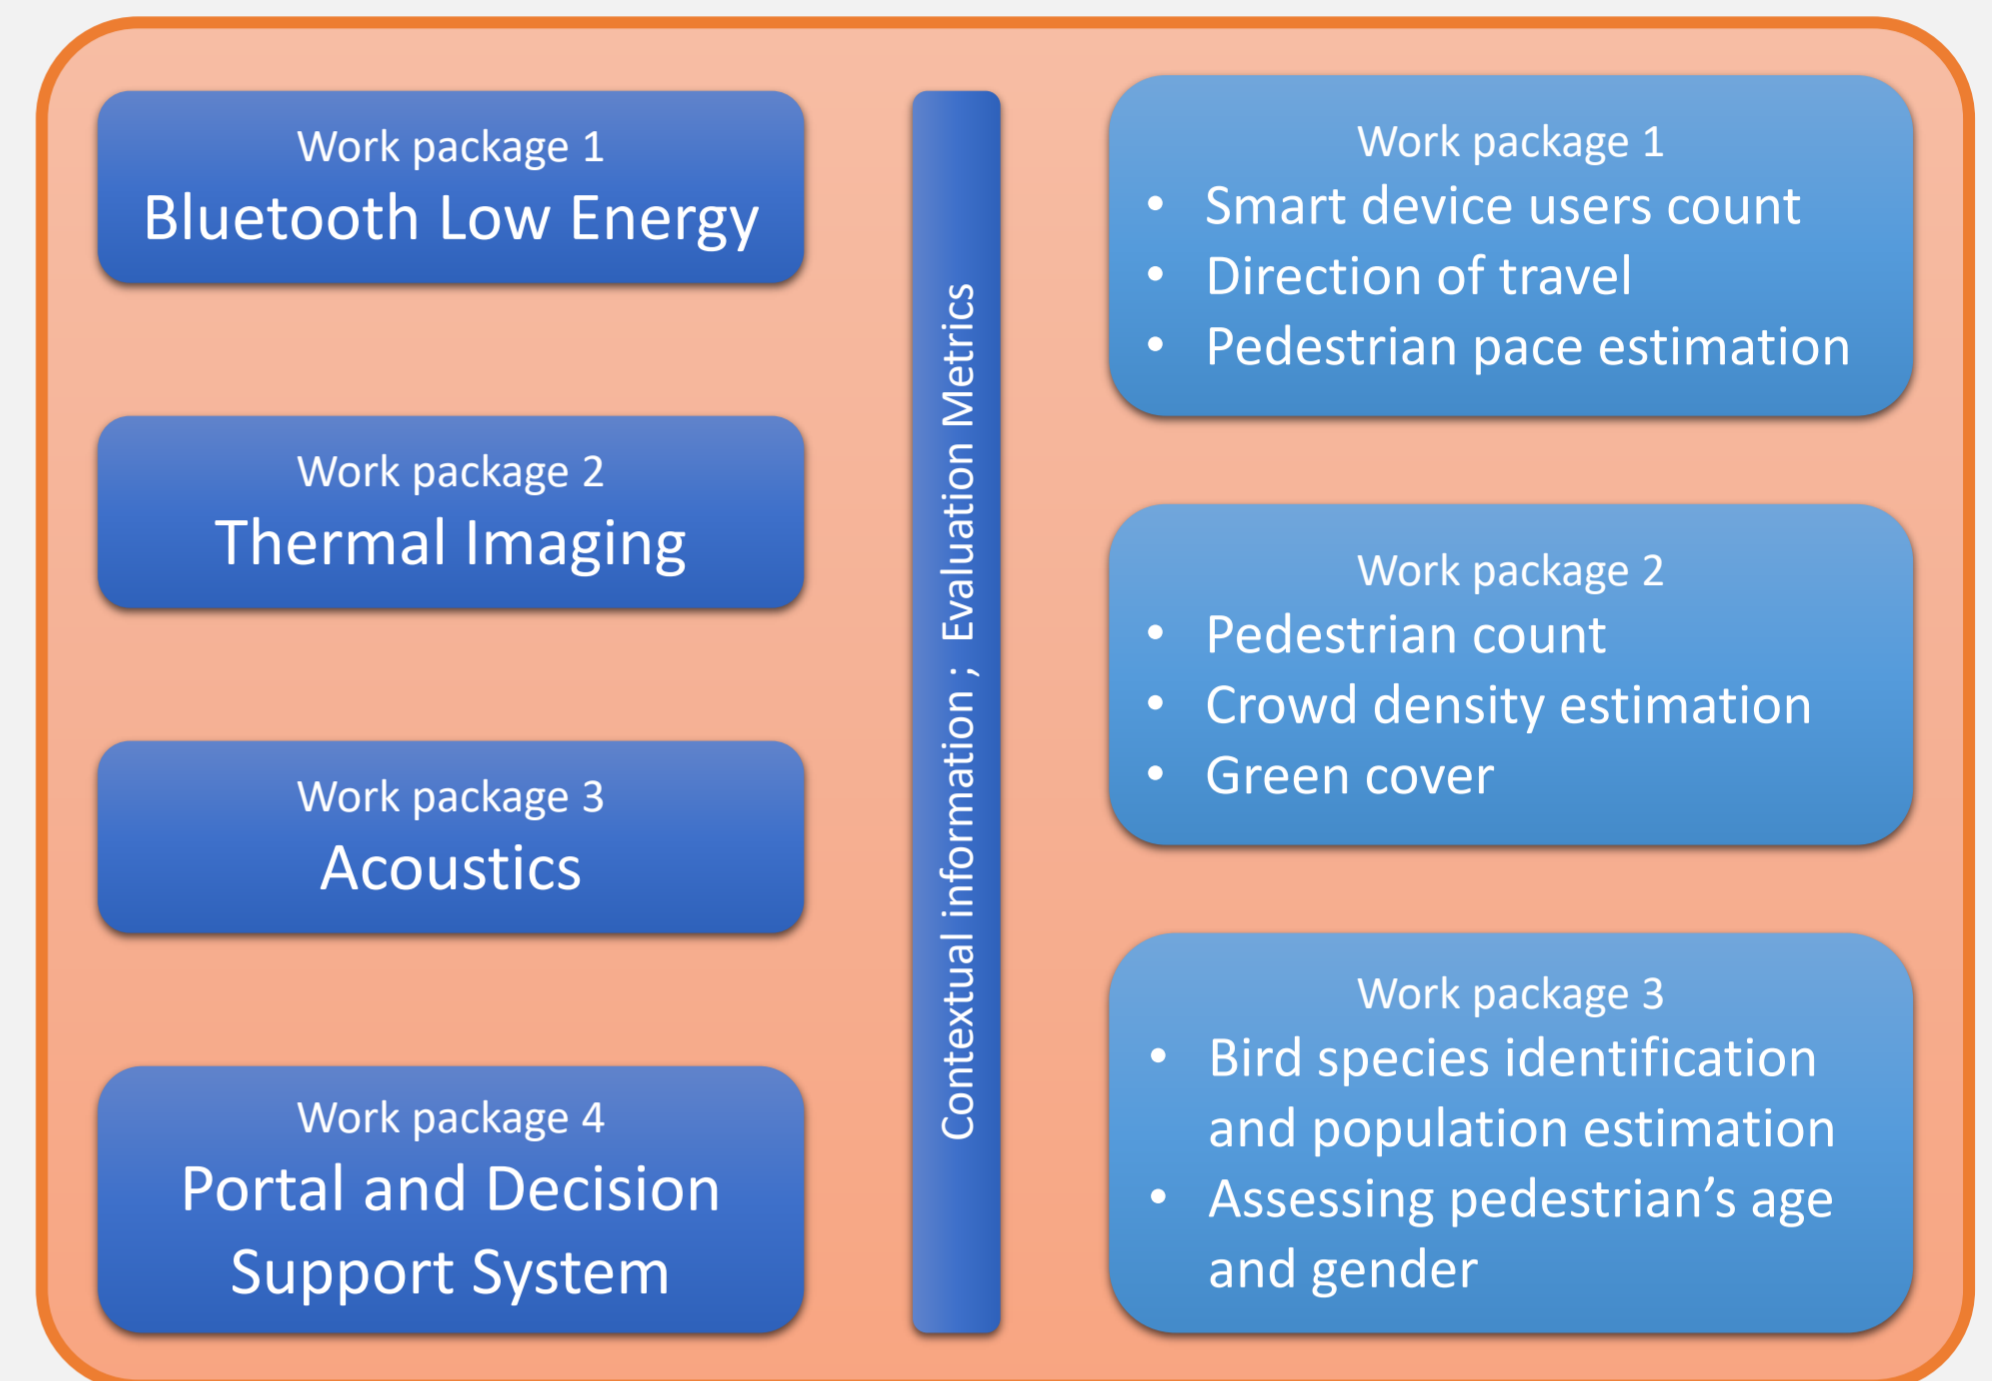 Work package 1
Bluetooth Low Energy
Work package 2
Thermal Imaging
Work package 3
Acoustics
Work package 4
Portal and Decision
Support System
Contextual information ; Evaluation Metrics
Work package 1
• Smart device users count
• Direction of travel
• Pedestrian pace estimation
Work package 2
• Pedestrian count
• Crowd density estimation
• Green cover
Work package 3
• Bird species identification
and population estimation
• Assessing pedestrian’s age
and gender